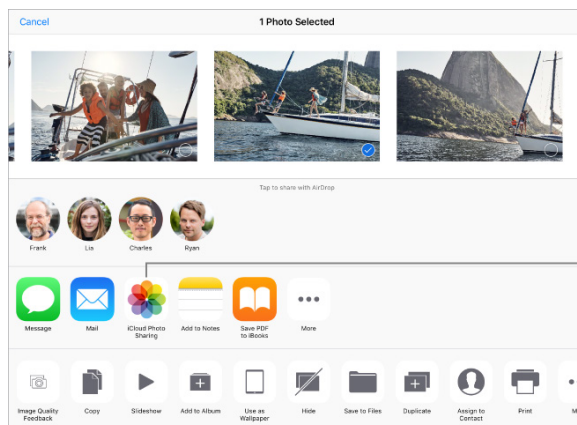 Cancel
1 Photo Selected
Tap to share with AirDrop
Frank
Lia
Charles
Ryan
Message
Mail
iCloud Photo
Sharing
Add to Notes
Save PDF
to iBooks
More
Image Quality
Feedback
Copy
Slideshow
Add to Album
Use as
Wallpaper
Hide
Save to Files
Duplicate
Assign to
Contact
Print